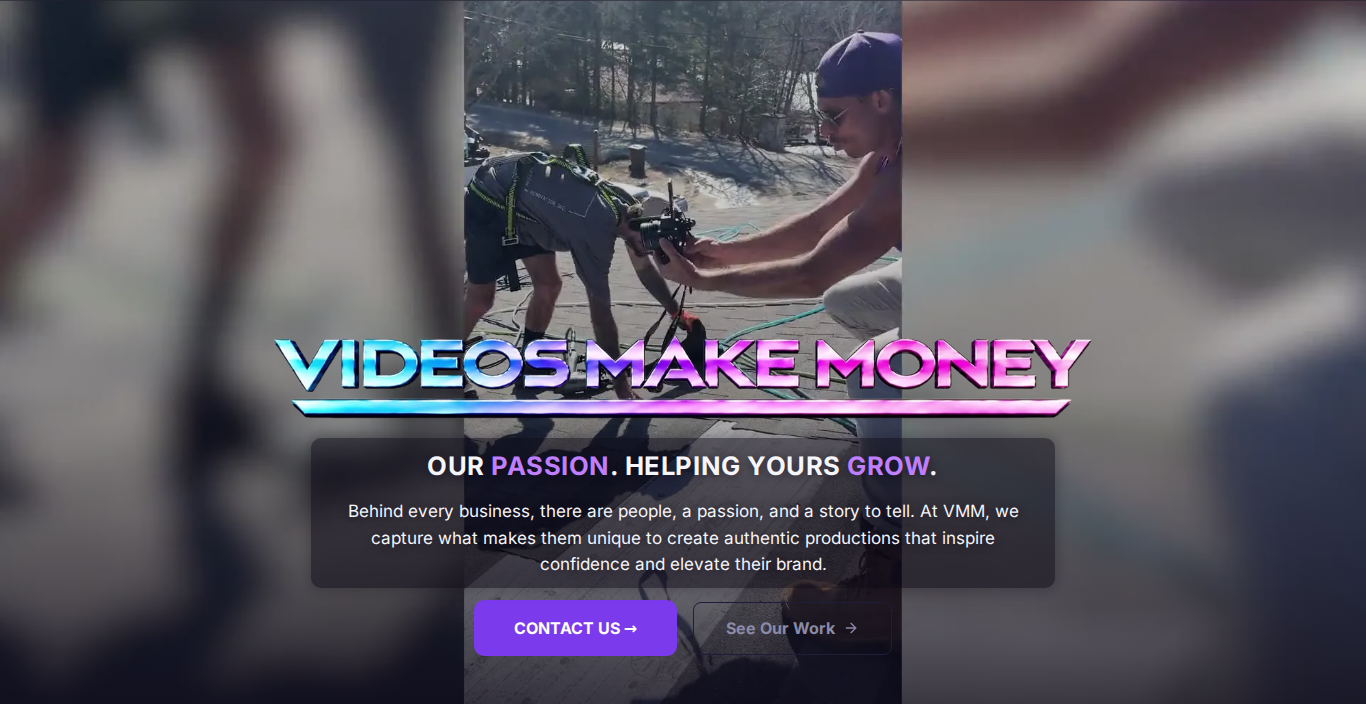 VIDEOS MAKE MONEY
OUR PASSION. HELPING YOURS GROW.
Behind every business, there are people, a passion, and a story to tell. At VMM, we
capture what makes them unique to create authentic productions that inspire
confidence and elevate their brand.
CONTACT US →
See Our Work →